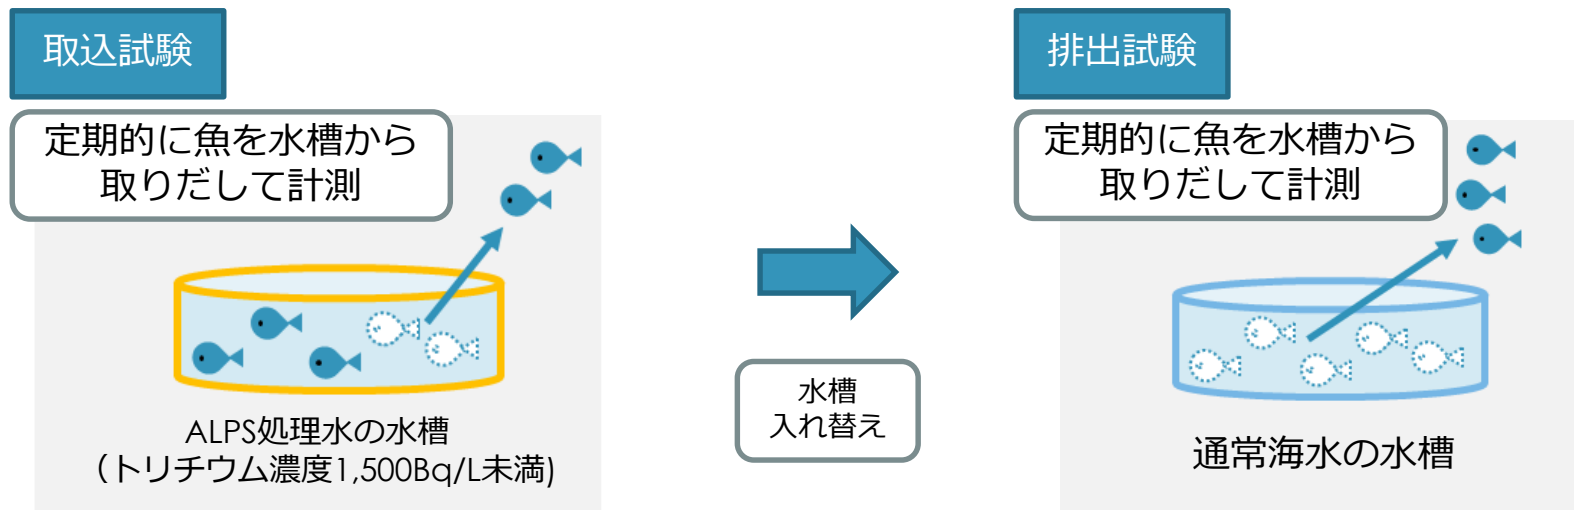 取込試験
定期的に魚を水槽から
取りだして計測
ALPS処理水の水槽
（トリチウム濃度1,500Bq/L未満)
水槽
入れ替え
排出試験
定期的に魚を水槽から
取りだして計測
通常海水の水槽